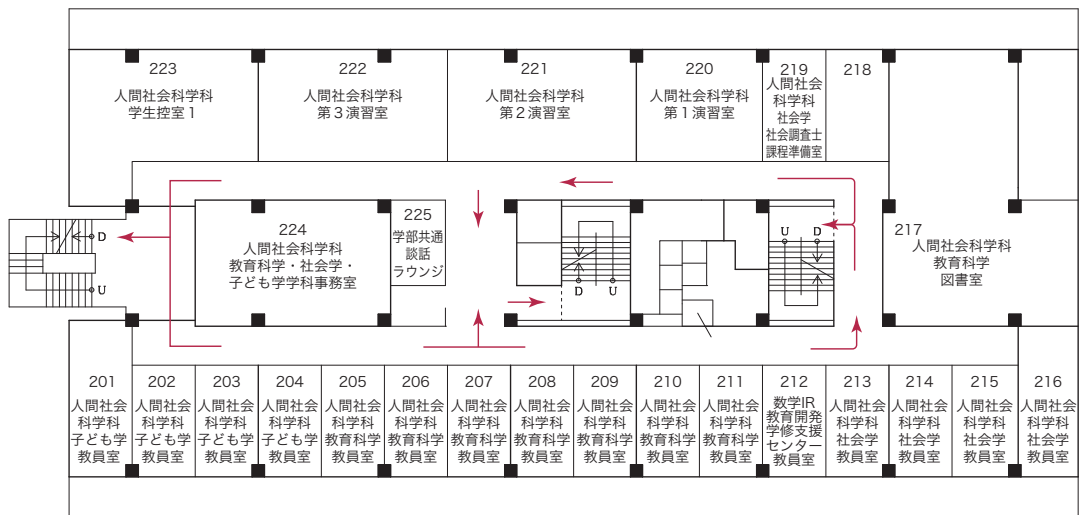 223
人間社会科学科
学生控室1
222
人間社会科学科
第3演習室
221
人間社会科学科
第2演習室
220
人間社会科学科
第1演習室
219
人間社会
科学科
社会学
社会調査士
課程準備室
218
224
人間社会科学科
教育科学・社会学・
子ども学学科事務室
225
学部共通
談話
ラウンジ
217
人間社会科学科
教育科学
図書室
D
U
D
U
U
D
201
人間社会
科学科
子ども学
教員室
202
人間社会
科学科
子ども学
教員室
203
人間社会
科学科
子ども学
教員室
204
人間社会
科学科
子ども学
教員室
205
人間社会
科学科
教育科学
教員室
206
人間社会
科学科
教育科学
教員室
207
人間社会
科学科
教育科学
教員室
208
人間社会
科学科
教育科学
教員室
209
人間社会
科学科
教育科学
教員室
210
人間社会
科学科
教育科学
教員室
211
人間社会
科学科
教育科学
教員室
212
数学IR
教育開発
学修支援
センター
教員室
213
人間社会
科学科
社会学
教員室
214
人間社会
科学科
社会学
教員室
215
人間社会
科学科
社会学
教員室
216
人間社会
科学科
社会学
教員室